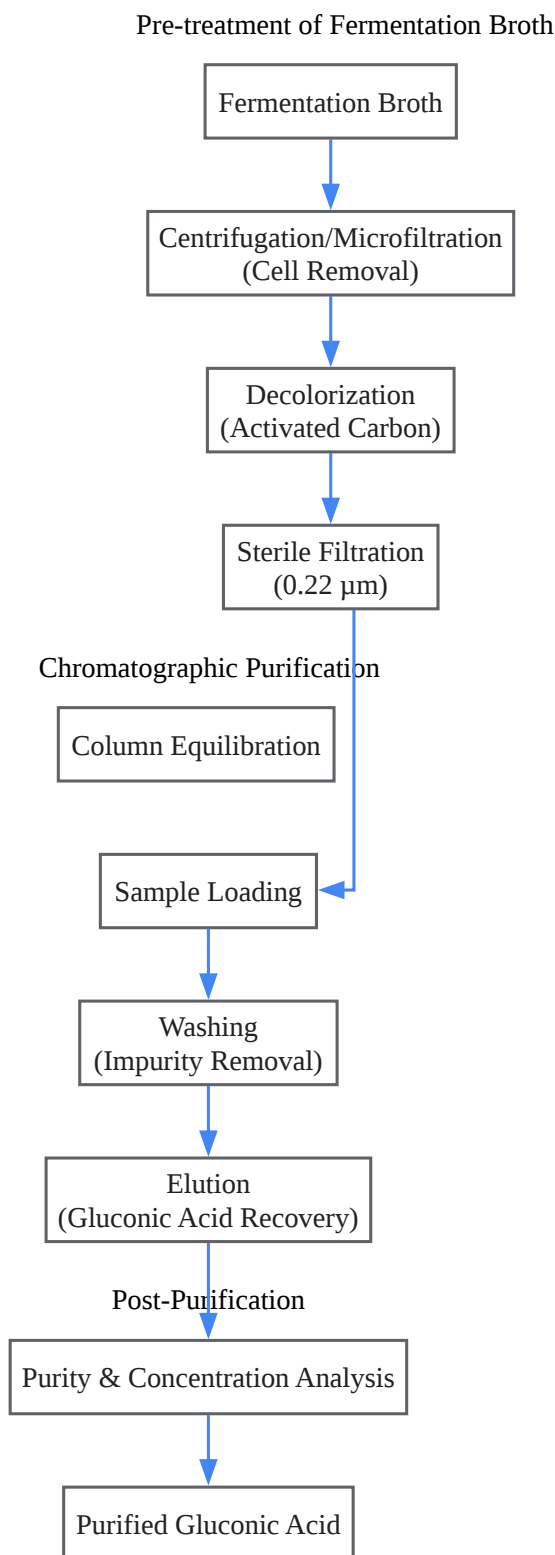 Pre-treatment of Fermentation Broth
Fermentation Broth
Centrifugation/Microfiltration
(Cell Removal)
Decolorization
(Activated Carbon)
Sterile Filtration
(0.22 µm)
Chromatographic Purification
Column Equilibration
Sample Loading
Washing
(Impurity Removal)
Elution
(Gluconic Acid Recovery)
Post-Purification
Purity & Concentration Analysis
Purified Gluconic Acid